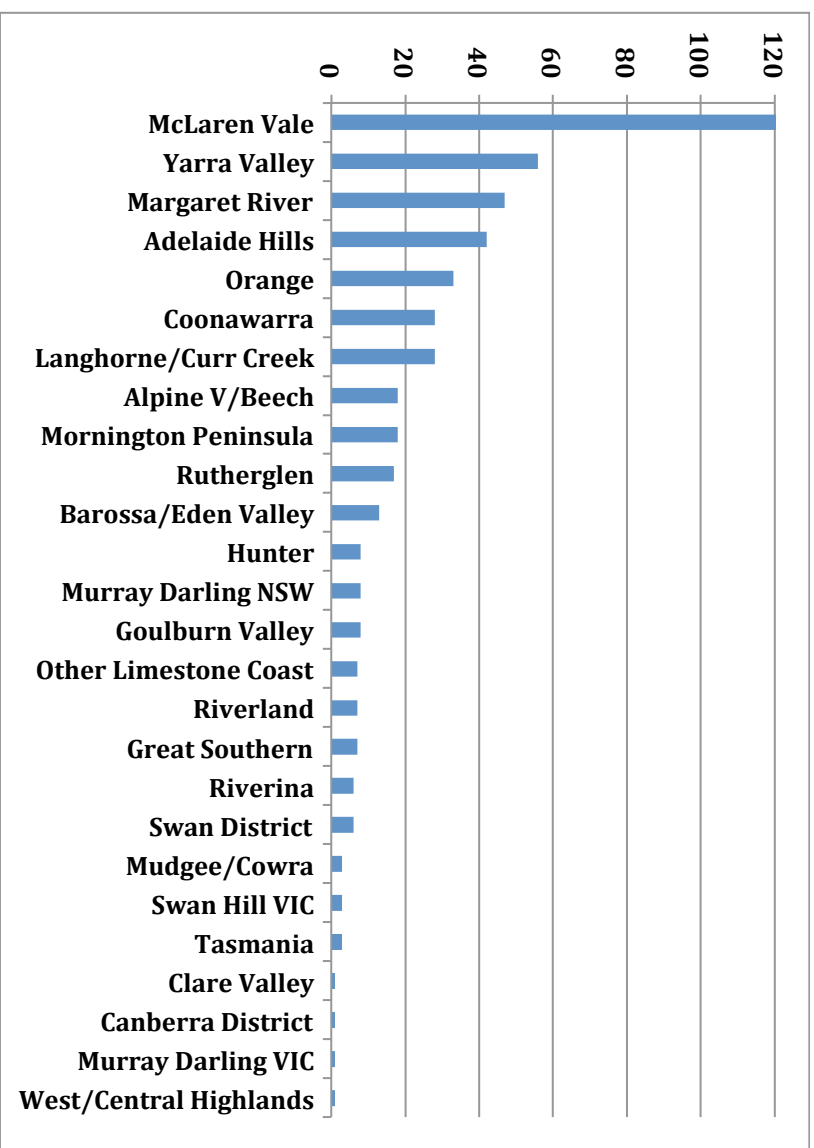 0
20
40
60
80
100
120
McLaren Vale
Yarra Valley
Margaret River
Adelaide Hills
Orange
Coonawarra
Langhorne/Curr Creek
Alpine V/Beech
Mornington Peninsula
Rutherglen
Barossa/Eden Valley
Hunter
Murray Darling NSW
Goulburn Valley
Other Limestone Coast
Riverland
Great Southern
Riverina
Swan District
Mudgee/Cowra
Swan Hill VIC
Tasmania
Clare Valley
Canberra District
Murray Darling VIC
West/Central Highlands